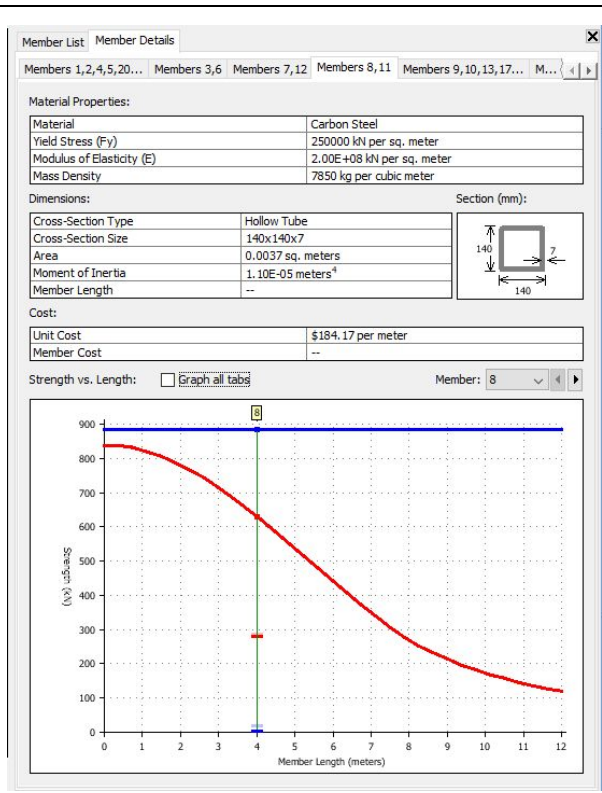 Member List Member Details
Members 1,2,4,5,20... Members 3,6 Members 7,12 Members 8,11 Members 9,10,13,17... M...
Material Properties:
Material Carbon Steel
Yield Stress (Fy) 250000 kN per sq. meter
Modulus of Elasticity (E) 2.00E+08 kN per sq. meter
Mass Density 7850 kg per cubic meter
Dimensions: Section (mm):
Cross-Section Type Hollow Tube
Cross-Section Size 140x140x7
Area 0.0037 sq. meters
Moment of Inertia 1.10E-05 meters⁴
Member Length --
140 7
140
Cost:
Unit Cost $184.17 per meter
Member Cost --
Strength vs. Length: Graph all tabs Member: 8
8
900
800
700
600
500
400
300
200
100
0
Strength (kN)
0 1 2 3 4 5 6 7 8 9 10 11 12
Member Length (meters)